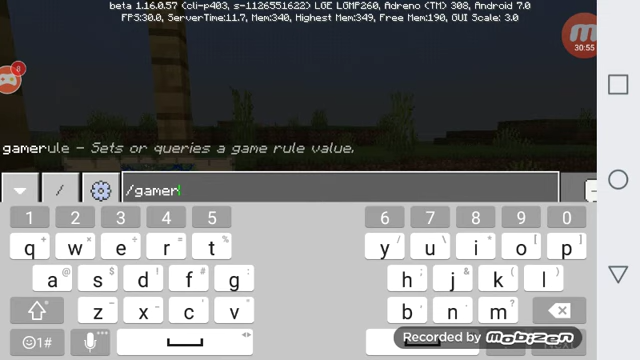 beta 1.16.0.57 (cli-p403, s-1126551622) LGE LGMP260, Adreno (TM) 308, Android 7.0
FPS:30.0, ServerTime:11.7, Mem:340, Highest Mem:349, Free Mem:190, GUI Scale: 3.0
30:55
gamerule – Sets or queries a game rule value.
/ /gamer
1 2 3 4 5 6 7 8 9 0
q+ w× e÷ r= t% y/ u_ i* o[ p]
a@ s$ d! f# g: h; j& k( l)
z- x- c' v" b, n. m?
☺1#
Recorded by Mobizen